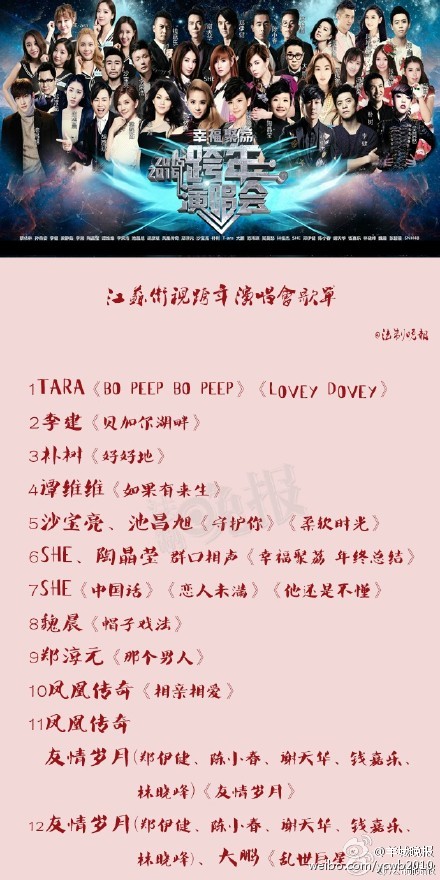 幸福聚荔
2015
2016
跨年
演唱会
江苏卫视跨年演唱會歌單
@法制晚報
1TARA《BO PEEP BO PEEP》《LOVEY DOVEY》
2李建《贝加尔湖畔》
3朴树《好好地》
4谭维维《如果有来生》
5沙宝亮、池昌旭《守护你》《柔软时光》
6SHE、陶晶莹 群口相声《幸福聚荔 年终总结》
7SHE《中国话》《恋人未满》《他还是不懂》
8魏晨《帽子戏法》
9郑淳元《那个男人》
10凤凰传奇《相亲相爱》
11凤凰传奇
友情岁月(郑伊健、陈小春、谢天华、钱嘉乐、
林晓峰)《友情岁月》
12友情岁月(郑伊健、陈小春、谢天华、钱嘉乐、
林晓峰)、大鹏《乱世巨星》
@羊城晚报
weibo.com/ycwb2010